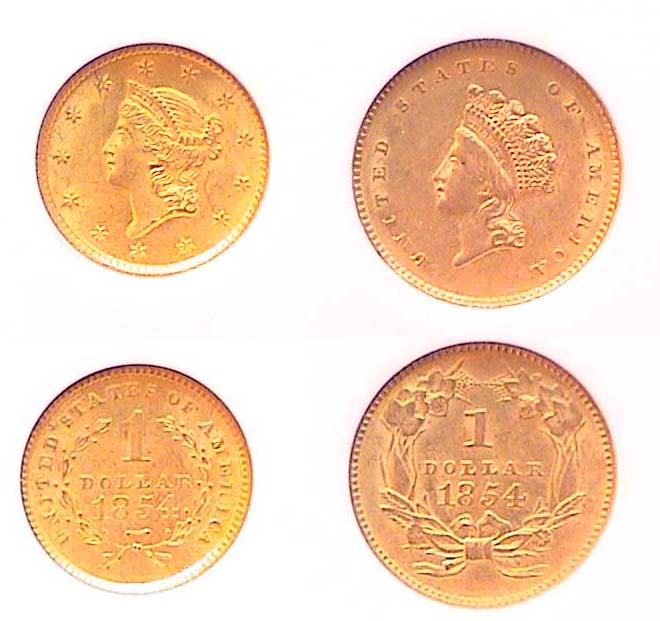 UNITED STATES OF AMERICA
UNITED STATES OF AMERICA
1
DOLLAR
1854
1
DOLLAR
1854